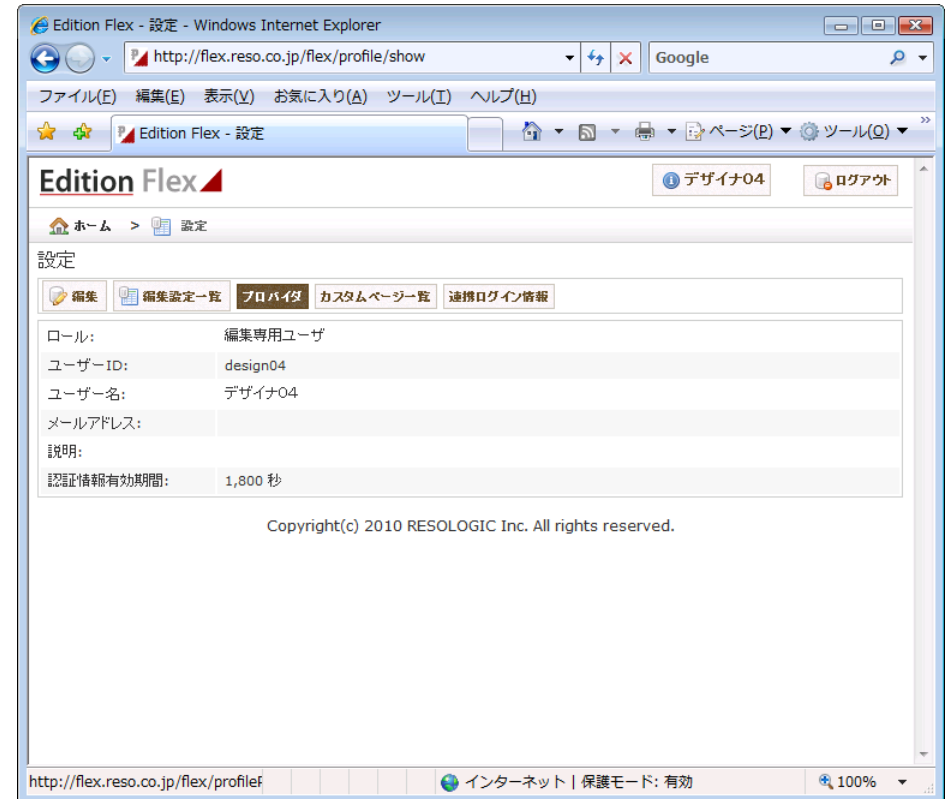 Edition Flex - 設定 - Windows Internet Explorer
http://flex.reso.co.jp/flex/profile/show
Google
ファイル(F) 編集(E) 表示(V) お気に入り(A) ツール(T) ヘルプ(H)
Edition Flex - 設定
ページ(P) ツール(O)
Edition Flex
デザイナ04 ログアウト
ホーム > 設定
設定
編集 編集設定一覧 プロバイダ カスタムページ一覧 連携ログイン情報
ロール: 編集専用ユーザ
ユーザーID: design04
ユーザー名: デザイナ04
メールアドレス:
説明:
認証情報有効期間: 1,800 秒
Copyright(c) 2010 RESOLOGIC Inc. All rights reserved.
http://flex.reso.co.jp/flex/profileP
インターネット | 保護モード: 有効
100%